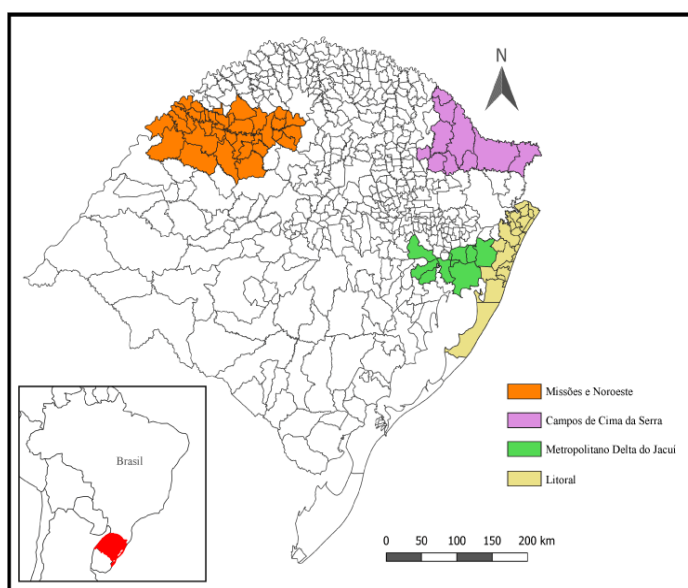 N
Missões e Noroeste
Campos de Cima da Serra
Metropolitano Delta do Jacuí
Litoral
Brasil
0 50 100 150 200 km